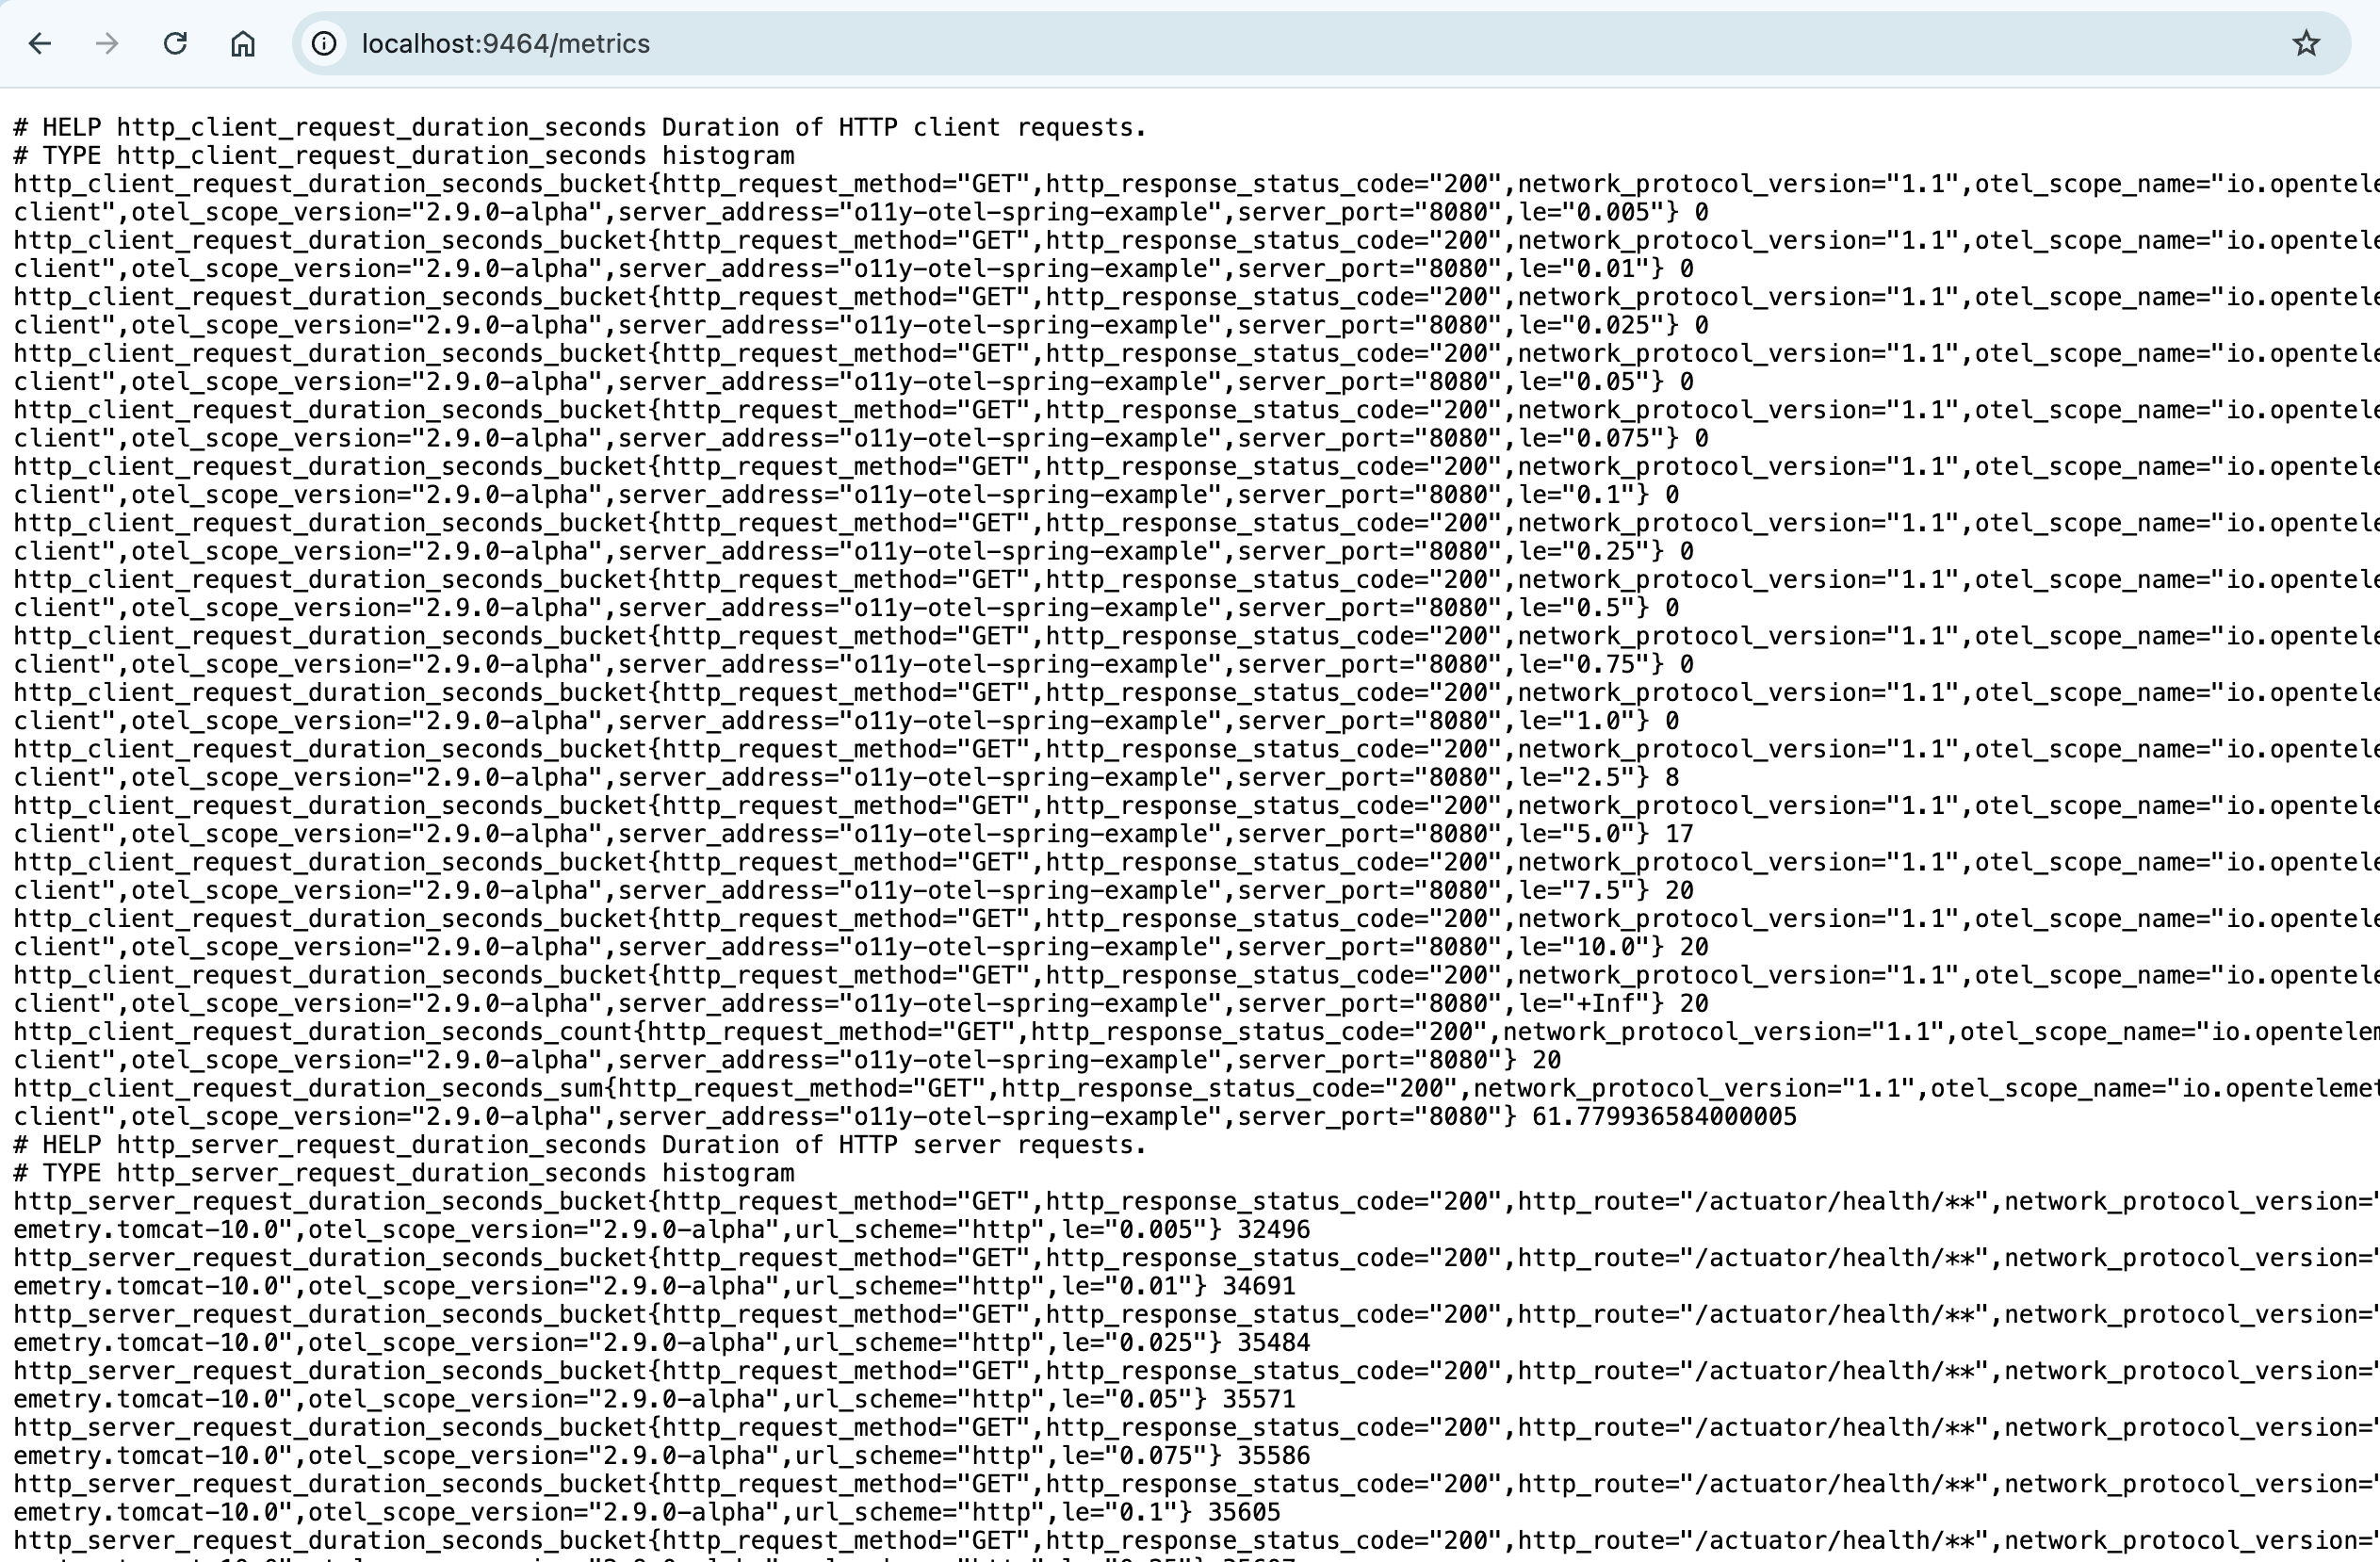 localhost:9464/metrics
# HELP http_client_request_duration_seconds Duration of HTTP client requests.
# TYPE http_client_request_duration_seconds histogram
http_client_request_duration_seconds_bucket{http_request_method="GET",http_response_status_code="200",network_protocol_version="1.1",otel_scope_name="io.opentele
client",otel_scope_version="2.9.0-alpha",server_address="o11y-otel-spring-example",server_port="8080",le="0.005"} 0
http_client_request_duration_seconds_bucket{http_request_method="GET",http_response_status_code="200",network_protocol_version="1.1",otel_scope_name="io.opentele
client",otel_scope_version="2.9.0-alpha",server_address="o11y-otel-spring-example",server_port="8080",le="0.01"} 0
http_client_request_duration_seconds_bucket{http_request_method="GET",http_response_status_code="200",network_protocol_version="1.1",otel_scope_name="io.opentele
client",otel_scope_version="2.9.0-alpha",server_address="o11y-otel-spring-example",server_port="8080",le="0.025"} 0
http_client_request_duration_seconds_bucket{http_request_method="GET",http_response_status_code="200",network_protocol_version="1.1",otel_scope_name="io.opentele
client",otel_scope_version="2.9.0-alpha",server_address="o11y-otel-spring-example",server_port="8080",le="0.05"} 0
http_client_request_duration_seconds_bucket{http_request_method="GET",http_response_status_code="200",network_protocol_version="1.1",otel_scope_name="io.opentele
client",otel_scope_version="2.9.0-alpha",server_address="o11y-otel-spring-example",server_port="8080",le="0.075"} 0
http_client_request_duration_seconds_bucket{http_request_method="GET",http_response_status_code="200",network_protocol_version="1.1",otel_scope_name="io.opentele
client",otel_scope_version="2.9.0-alpha",server_address="o11y-otel-spring-example",server_port="8080",le="0.1"} 0
http_client_request_duration_seconds_bucket{http_request_method="GET",http_response_status_code="200",network_protocol_version="1.1",otel_scope_name="io.opentele
client",otel_scope_version="2.9.0-alpha",server_address="o11y-otel-spring-example",server_port="8080",le="0.25"} 0
http_client_request_duration_seconds_bucket{http_request_method="GET",http_response_status_code="200",network_protocol_version="1.1",otel_scope_name="io.opentele
client",otel_scope_version="2.9.0-alpha",server_address="o11y-otel-spring-example",server_port="8080",le="0.5"} 0
http_client_request_duration_seconds_bucket{http_request_method="GET",http_response_status_code="200",network_protocol_version="1.1",otel_scope_name="io.opentele
client",otel_scope_version="2.9.0-alpha",server_address="o11y-otel-spring-example",server_port="8080",le="0.75"} 0
http_client_request_duration_seconds_bucket{http_request_method="GET",http_response_status_code="200",network_protocol_version="1.1",otel_scope_name="io.opentele
client",otel_scope_version="2.9.0-alpha",server_address="o11y-otel-spring-example",server_port="8080",le="1.0"} 0
http_client_request_duration_seconds_bucket{http_request_method="GET",http_response_status_code="200",network_protocol_version="1.1",otel_scope_name="io.opentele
client",otel_scope_version="2.9.0-alpha",server_address="o11y-otel-spring-example",server_port="8080",le="2.5"} 8
http_client_request_duration_seconds_bucket{http_request_method="GET",http_response_status_code="200",network_protocol_version="1.1",otel_scope_name="io.opentele
client",otel_scope_version="2.9.0-alpha",server_address="o11y-otel-spring-example",server_port="8080",le="5.0"} 17
http_client_request_duration_seconds_bucket{http_request_method="GET",http_response_status_code="200",network_protocol_version="1.1",otel_scope_name="io.opentele
client",otel_scope_version="2.9.0-alpha",server_address="o11y-otel-spring-example",server_port="8080",le="7.5"} 20
http_client_request_duration_seconds_bucket{http_request_method="GET",http_response_status_code="200",network_protocol_version="1.1",otel_scope_name="io.opentele
client",otel_scope_version="2.9.0-alpha",server_address="o11y-otel-spring-example",server_port="8080",le="10.0"} 20
http_client_request_duration_seconds_bucket{http_request_method="GET",http_response_status_code="200",network_protocol_version="1.1",otel_scope_name="io.opentele
client",otel_scope_version="2.9.0-alpha",server_address="o11y-otel-spring-example",server_port="8080",le="+Inf"} 20
http_client_request_duration_seconds_count{http_request_method="GET",http_response_status_code="200",network_protocol_version="1.1",otel_scope_name="io.opentelem
client",otel_scope_version="2.9.0-alpha",server_address="o11y-otel-spring-example",server_port="8080"} 20
http_client_request_duration_seconds_sum{http_request_method="GET",http_response_status_code="200",network_protocol_version="1.1",otel_scope_name="io.opentelemet
client",otel_scope_version="2.9.0-alpha",server_address="o11y-otel-spring-example",server_port="8080"} 61.779936584000005
# HELP http_server_request_duration_seconds Duration of HTTP server requests.
# TYPE http_server_request_duration_seconds histogram
http_server_request_duration_seconds_bucket{http_request_method="GET",http_response_status_code="200",http_route="/actuator/health/**",network_protocol_version="
emetry.tomcat-10.0",otel_scope_version="2.9.0-alpha",url_scheme="http",le="0.005"} 32496
http_server_request_duration_seconds_bucket{http_request_method="GET",http_response_status_code="200",http_route="/actuator/health/**",network_protocol_version="
emetry.tomcat-10.0",otel_scope_version="2.9.0-alpha",url_scheme="http",le="0.01"} 34691
http_server_request_duration_seconds_bucket{http_request_method="GET",http_response_status_code="200",http_route="/actuator/health/**",network_protocol_version="
emetry.tomcat-10.0",otel_scope_version="2.9.0-alpha",url_scheme="http",le="0.025"} 35484
http_server_request_duration_seconds_bucket{http_request_method="GET",http_response_status_code="200",http_route="/actuator/health/**",network_protocol_version="
emetry.tomcat-10.0",otel_scope_version="2.9.0-alpha",url_scheme="http",le="0.05"} 35571
http_server_request_duration_seconds_bucket{http_request_method="GET",http_response_status_code="200",http_route="/actuator/health/**",network_protocol_version="
emetry.tomcat-10.0",otel_scope_version="2.9.0-alpha",url_scheme="http",le="0.075"} 35586
http_server_request_duration_seconds_bucket{http_request_method="GET",http_response_status_code="200",http_route="/actuator/health/**",network_protocol_version="
emetry.tomcat-10.0",otel_scope_version="2.9.0-alpha",url_scheme="http",le="0.1"} 35605
http_server_request_duration_seconds_bucket{http_request_method="GET",http_response_status_code="200",http_route="/actuator/health/**",network_protocol_version="